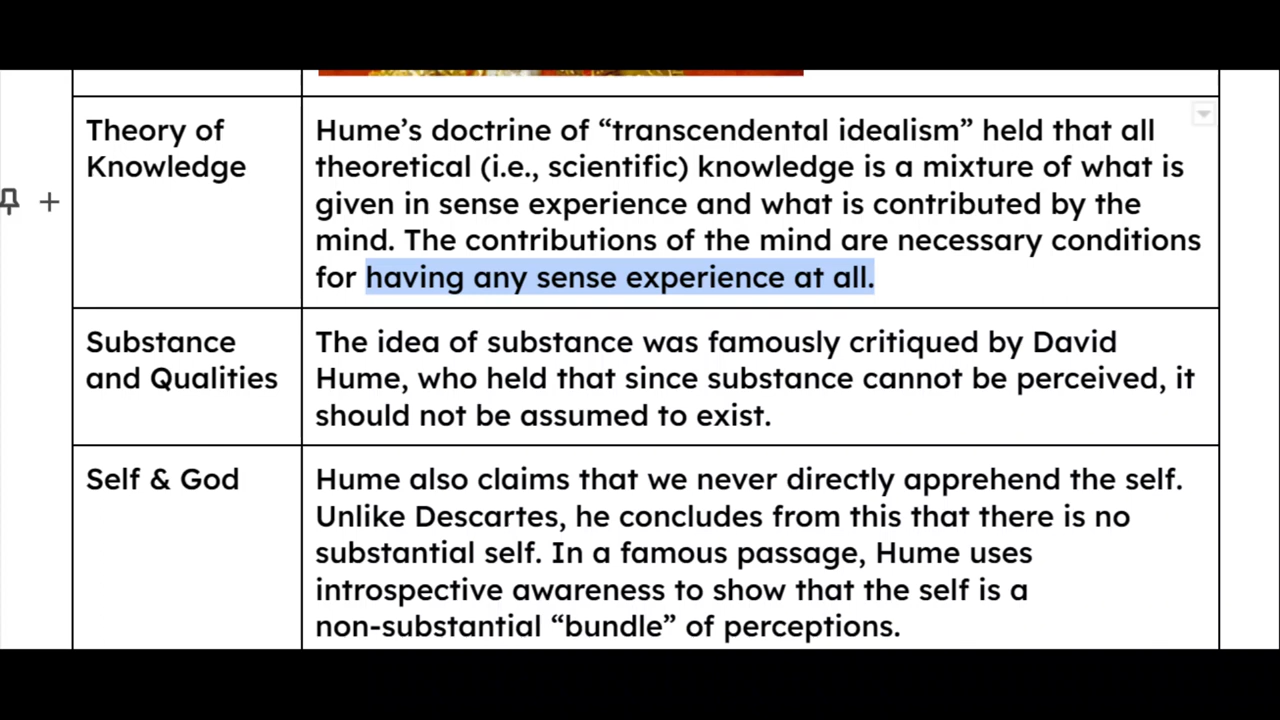 Theory of
Knowledge
Hume’s doctrine of “transcendental idealism” held that all
theoretical (i.e., scientific) knowledge is a mixture of what is
given in sense experience and what is contributed by the
mind. The contributions of the mind are necessary conditions
for having any sense experience at all.
Substance
and Qualities
The idea of substance was famously critiqued by David
Hume, who held that since substance cannot be perceived, it
should not be assumed to exist.
Self & God
Hume also claims that we never directly apprehend the self.
Unlike Descartes, he concludes from this that there is no
substantial self. In a famous passage, Hume uses
introspective awareness to show that the self is a
non-substantial “bundle” of perceptions.